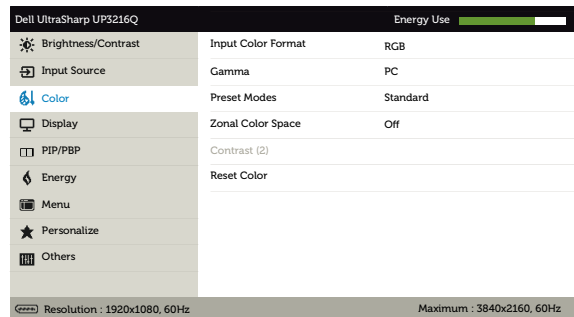 Dell UltraSharp UP3216Q Energy Use
Brightness/Contrast Input Color Format RGB
Input Source Gamma PC
Color Preset Modes Standard
Display Zonal Color Space Off
PIP/PBP Contrast (2)
Energy Reset Color
Menu
Personalize
Others
Resolution : 1920x1080, 60Hz Maximum : 3840x2160, 60Hz